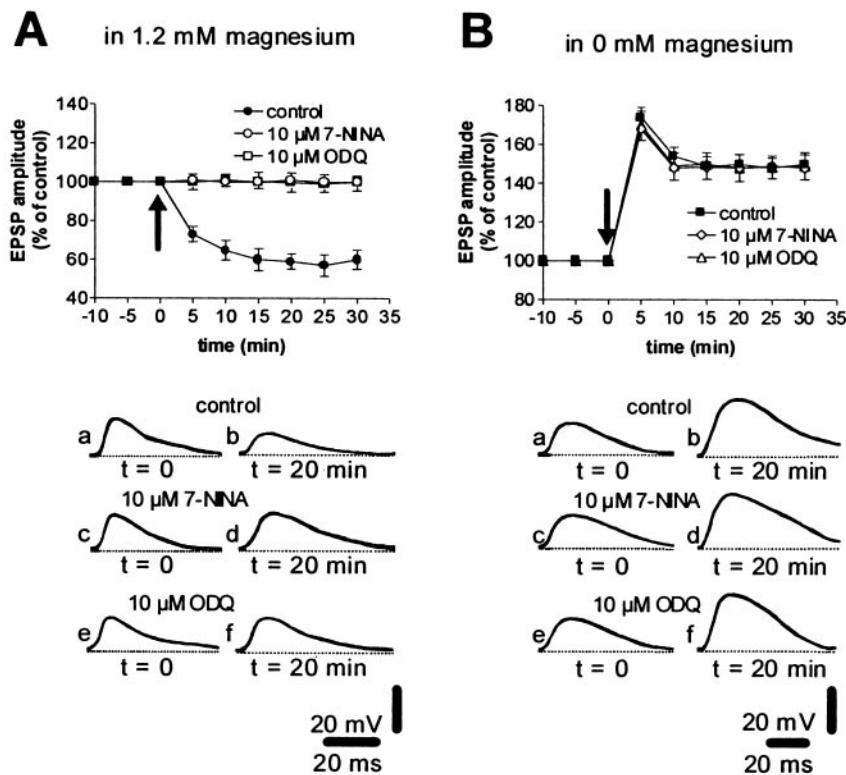 A in 1.2 mM magnesium
140
120
100
80
60
40
EPSP amplitude
(% of control)
control
10 µM 7-NINA
10 µM ODQ
-10 -5 0 5 10 15 20 25 30 35
time (min)
control
a b
t = 0 t = 20 min
10 µM 7-NINA
c d
t = 0 t = 20 min
10 µM ODQ
e f
t = 0 t = 20 min
20 mV
20 ms
B in 0 mM magnesium
180
160
140
120
100
80
EPSP amplitude
(% of control)
control
10 µM 7-NINA
10 µM ODQ
-10 -5 0 5 10 15 20 25 30 35
time (min)
control
a b
t = 0 t = 20 min
10 µM 7-NINA
c d
t = 0 t = 20 min
10 µM ODQ
e f
t = 0 t = 20 min
20 mV
20 ms